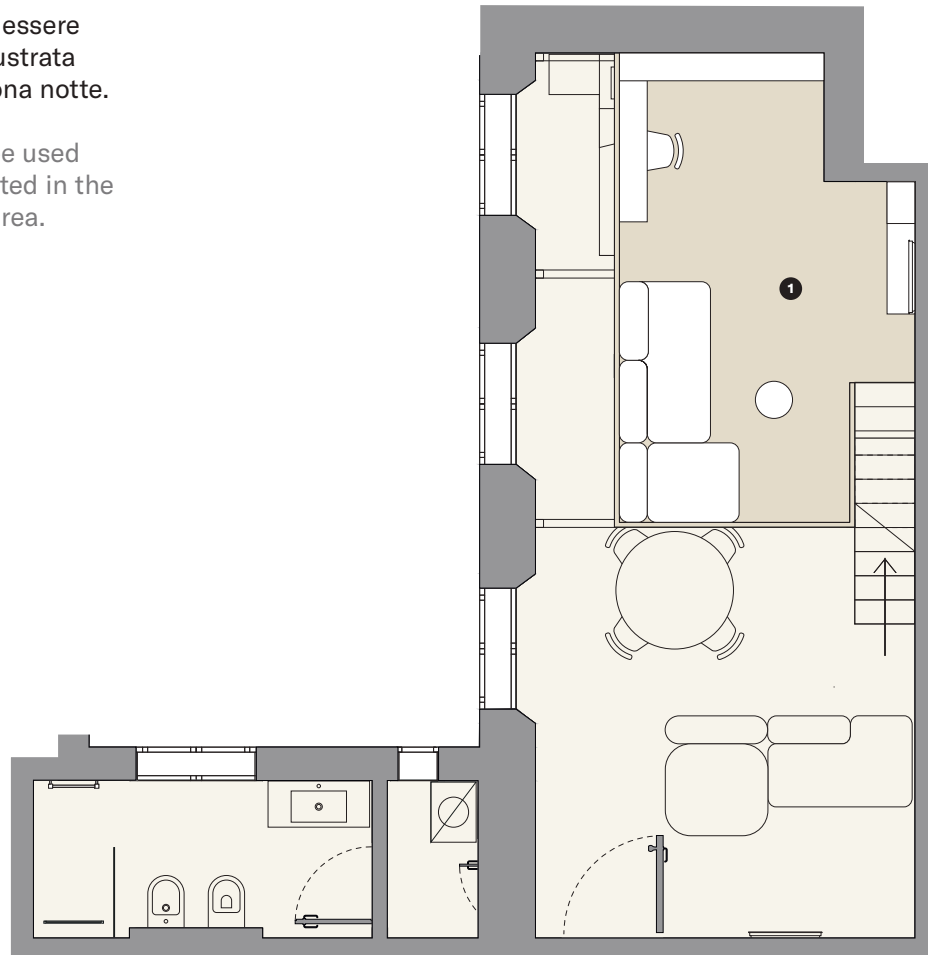 essere
ustrata
ona notte.
e used
ted in the
rea.
1